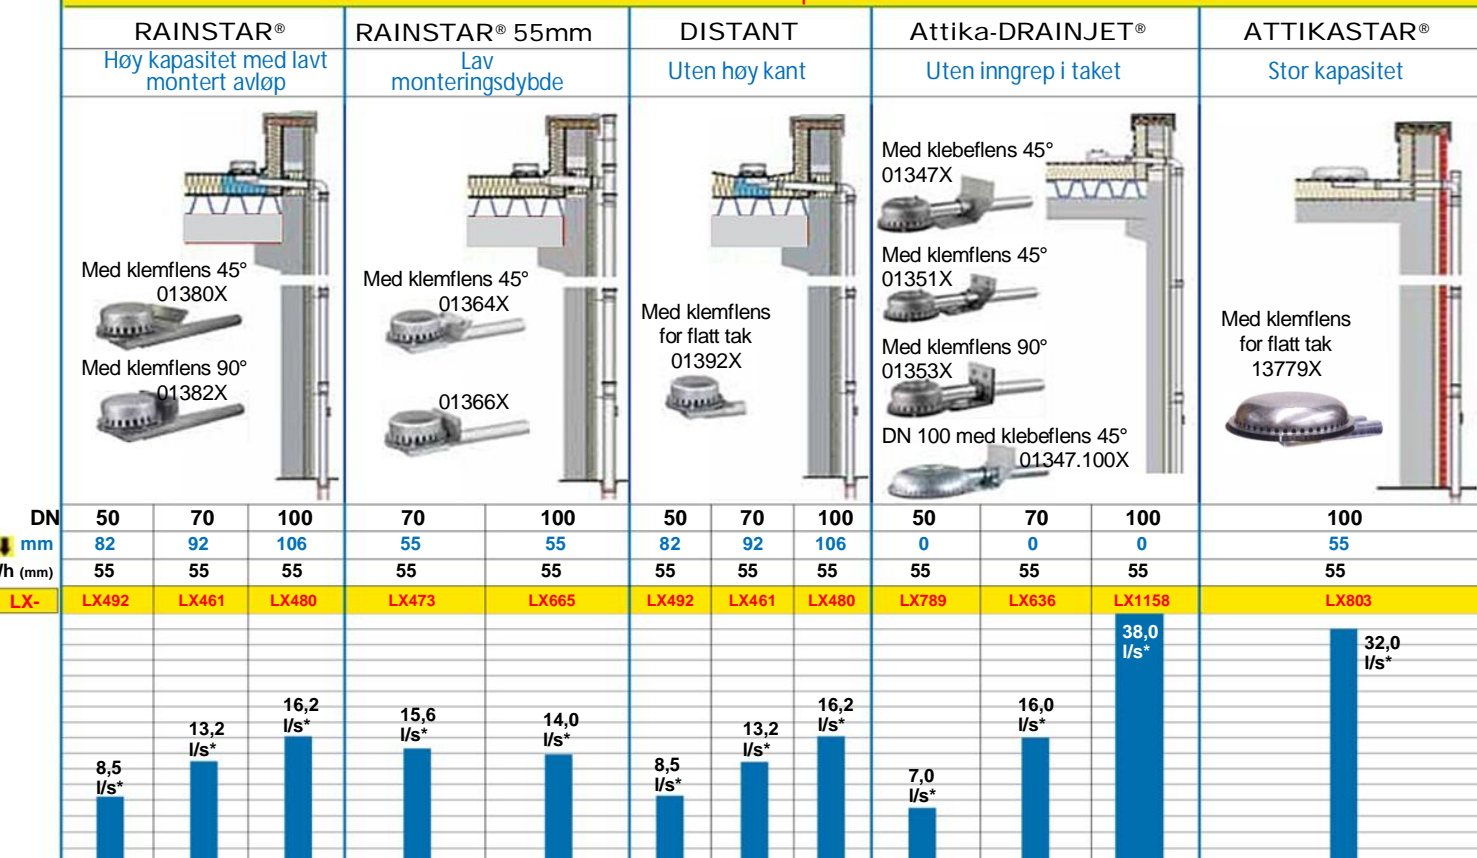 RAINSTAR® RAINSTAR® 55mm DISTANT Attika-DRAINJET® ATTIKASTAR®
Høy kapasitet med lavt
montert avløp
Lav
monteringsdybde
Uten høy kant
Uten inngrep i taket
Stor kapasitet
Med klemflens 45°
01380X
Med klemflens 90°
01382X
Med klemflens 45°
01364X
01366X
Med klemflens
for flatt tak
01392X
Med klebeflens 45°
01347X
Med klemflens 45°
01351X
Med klemflens 90°
01353X
DN 100 med klebeflens 45°
01347.100X
Med klemflens
for flatt tak
13779X
DN 50 70 100 70 100 50 70 100 50 70 100 100
mm 82 92 106 55 55 82 92 106 0 0 0 55
/h (mm) 55 55 55 55 55 55 55 55 55 55 55 55
LX- LX492 LX461 LX480 LX473 LX665 LX492 LX461 LX480 LX789 LX636 LX1158 LX803
8,5
l/s*
13,2
l/s*
16,2
l/s*
15,6
l/s*
14,0
l/s*
8,5
l/s*
13,2
l/s*
16,2
l/s*
7,0
l/s*
16,0
l/s*
38,0
l/s*
32,0
l/s*